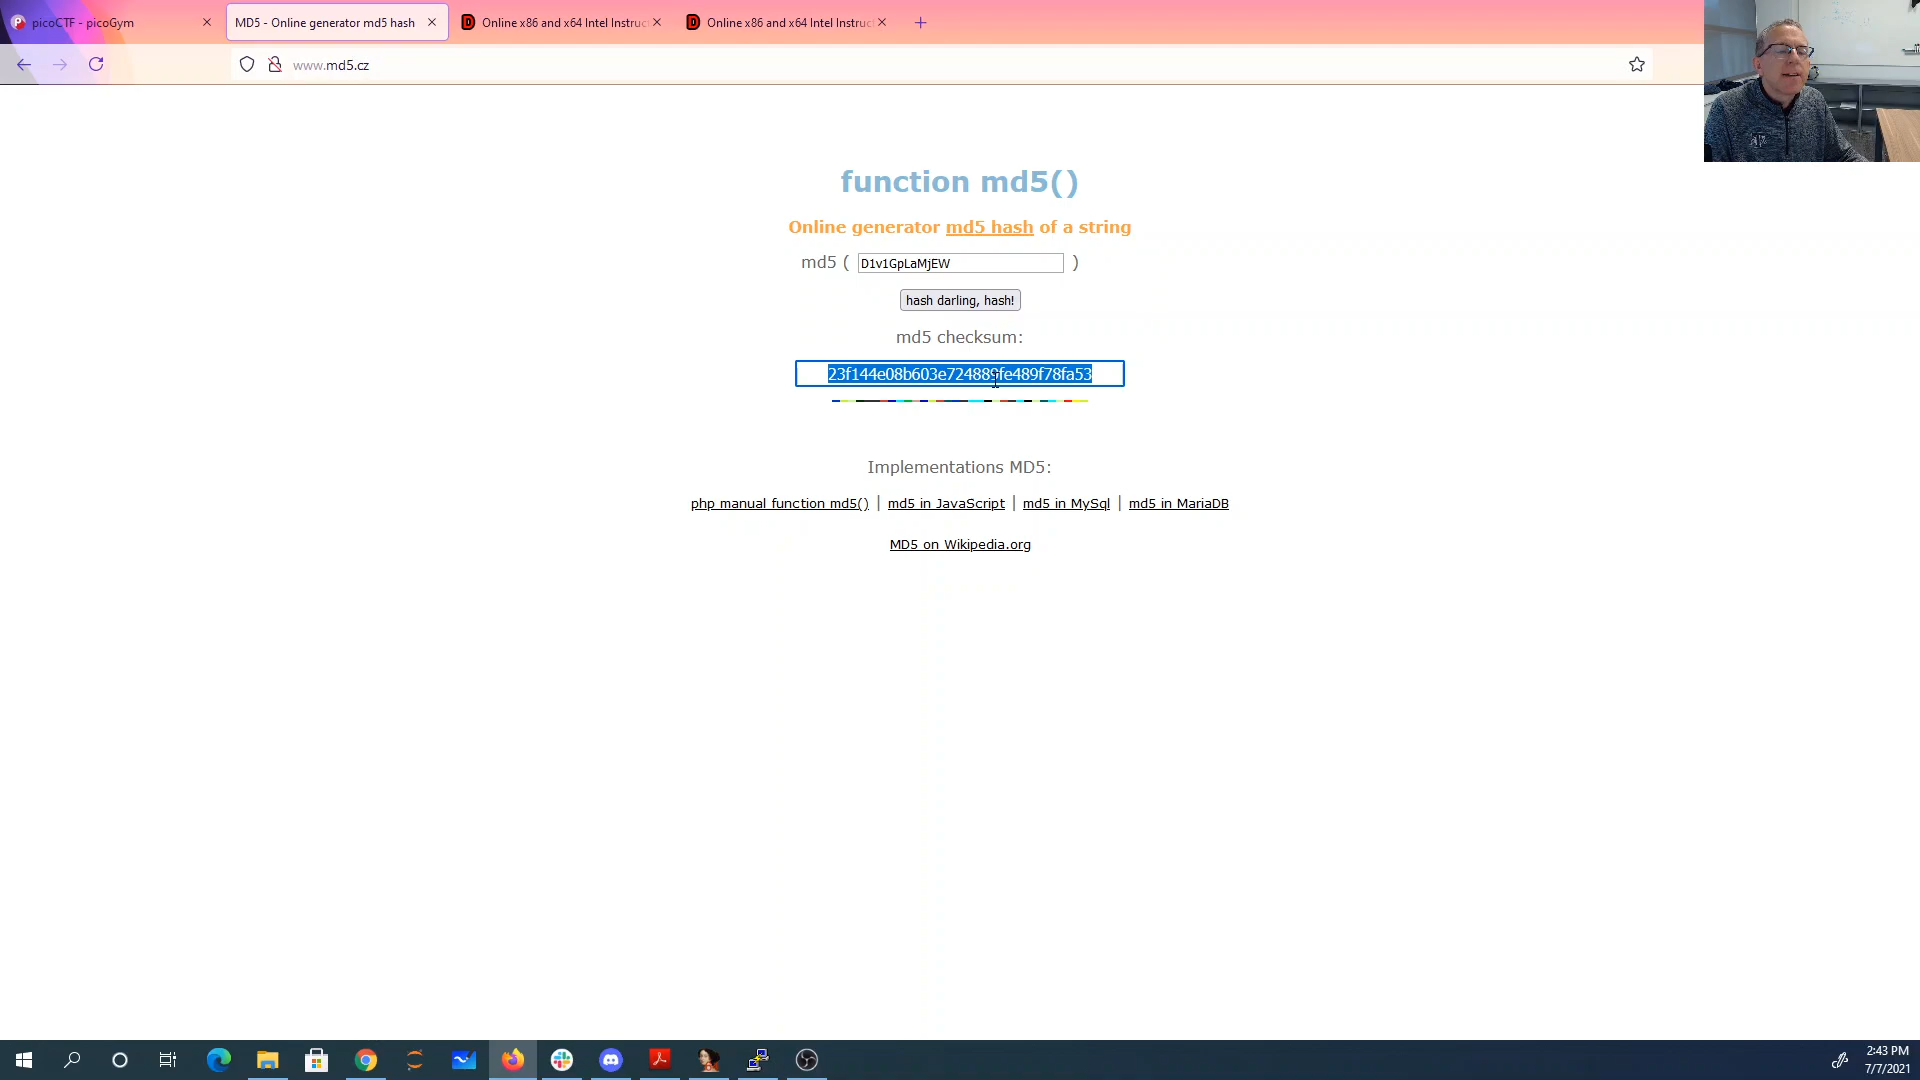 picoCTF - picoGym
MD5 - Online generator md5 hash
Online x86 and x64 Intel Instruc
Online x86 and x64 Intel Instruc
www.md5.cz
function md5()
Online generator md5 hash of a string
md5 ( D1v1GpLaMjEW )
hash darling, hash!
md5 checksum:
23f144e08b603e724889fe489f78fa53
Implementations MD5:
php manual function md5() | md5 in JavaScript | md5 in MySql | md5 in MariaDB
MD5 on Wikipedia.org
2:43 PM
7/7/2021